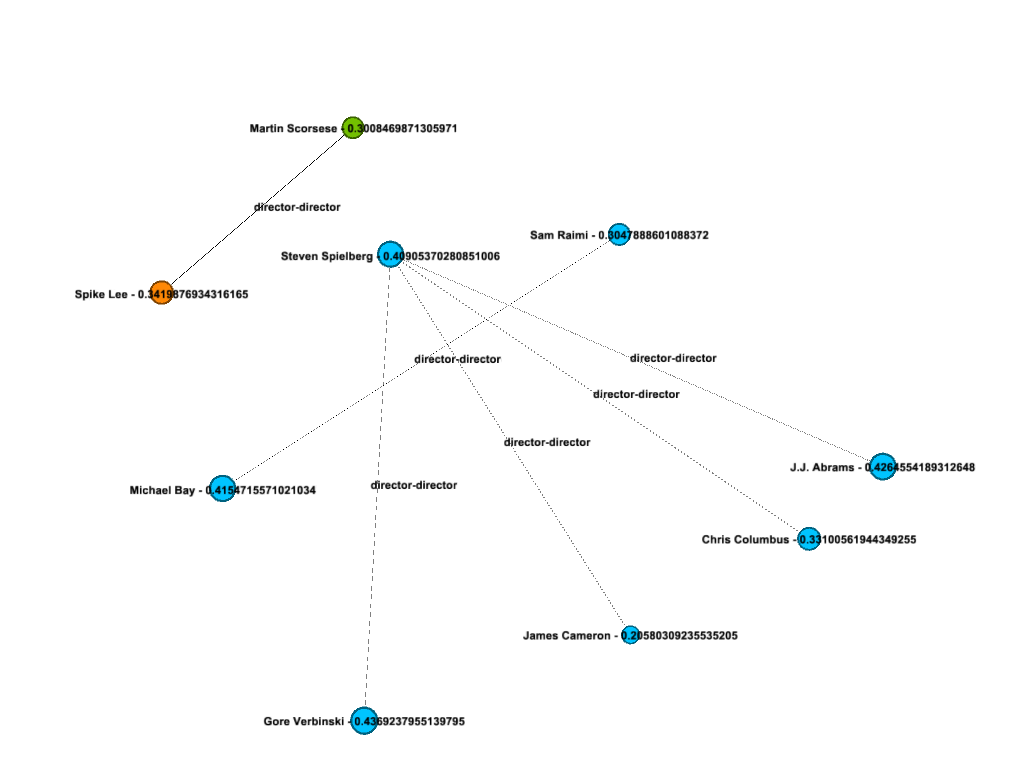 Martin Scorsese - 0.3008469871305971
director-director
Sam Raimi - 0.3047888601088372
Steven Spielberg - 0.40905370280851006
Spike Lee - 0.3419876934316165
director-director
director-director
director-director
director-director
J.J. Abrams - 0.4264554189312648
director-director
Michael Bay - 0.4154715571021034
Chris Columbus - 0.33100561944349255
James Cameron - 0.20580309235535205
Gore Verbinski - 0.4369237955139795